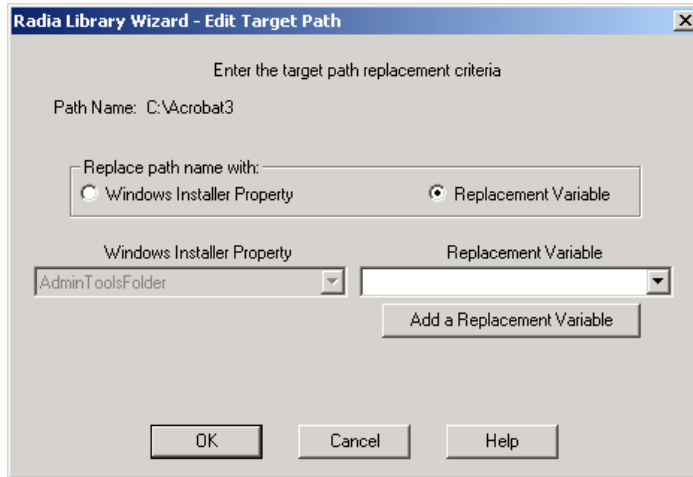 Radia Library Wizard - Edit Target Path
Enter the target path replacement criteria
Path Name: C:\Acrobat3
Replace path name with:
Windows Installer Property
Replacement Variable
Windows Installer Property
Replacement Variable
AdminToolsFolder
Add a Replacement Variable
OK
Cancel
Help